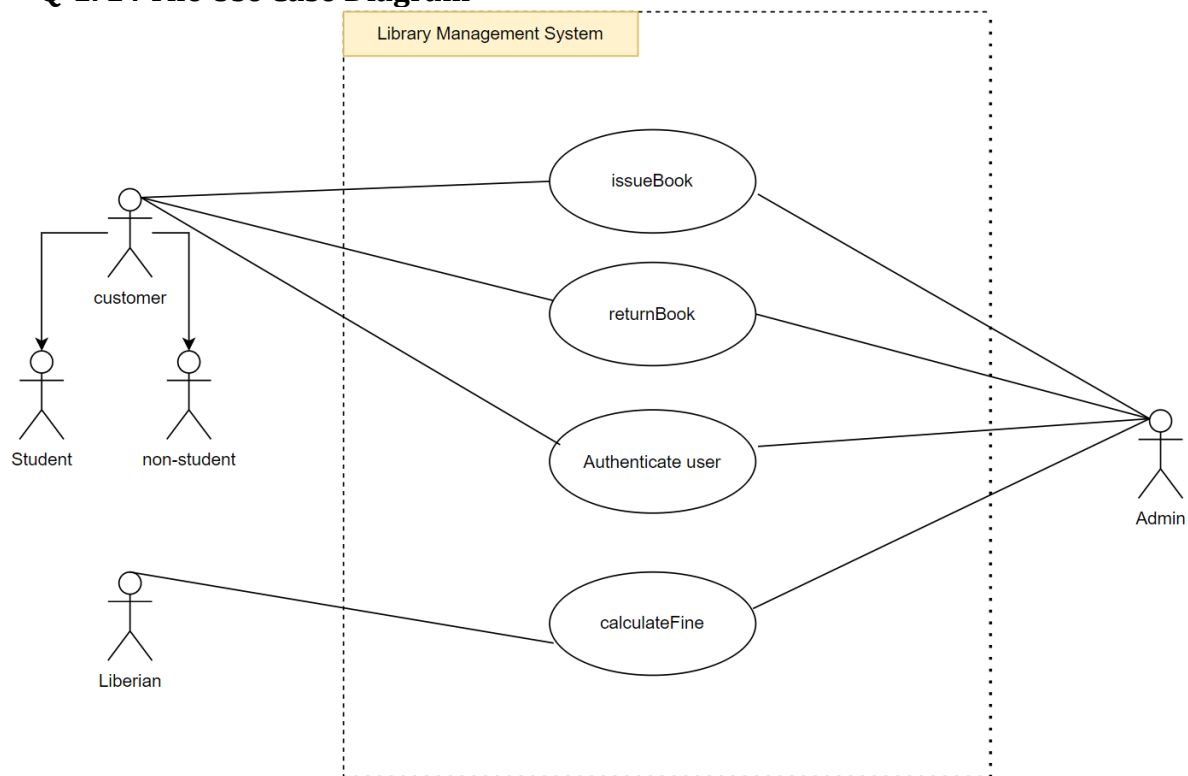 Library Management System
issueBook
customer
returnBook
Student
non-student
Authenticate user
Admin
calculateFine
Liberian